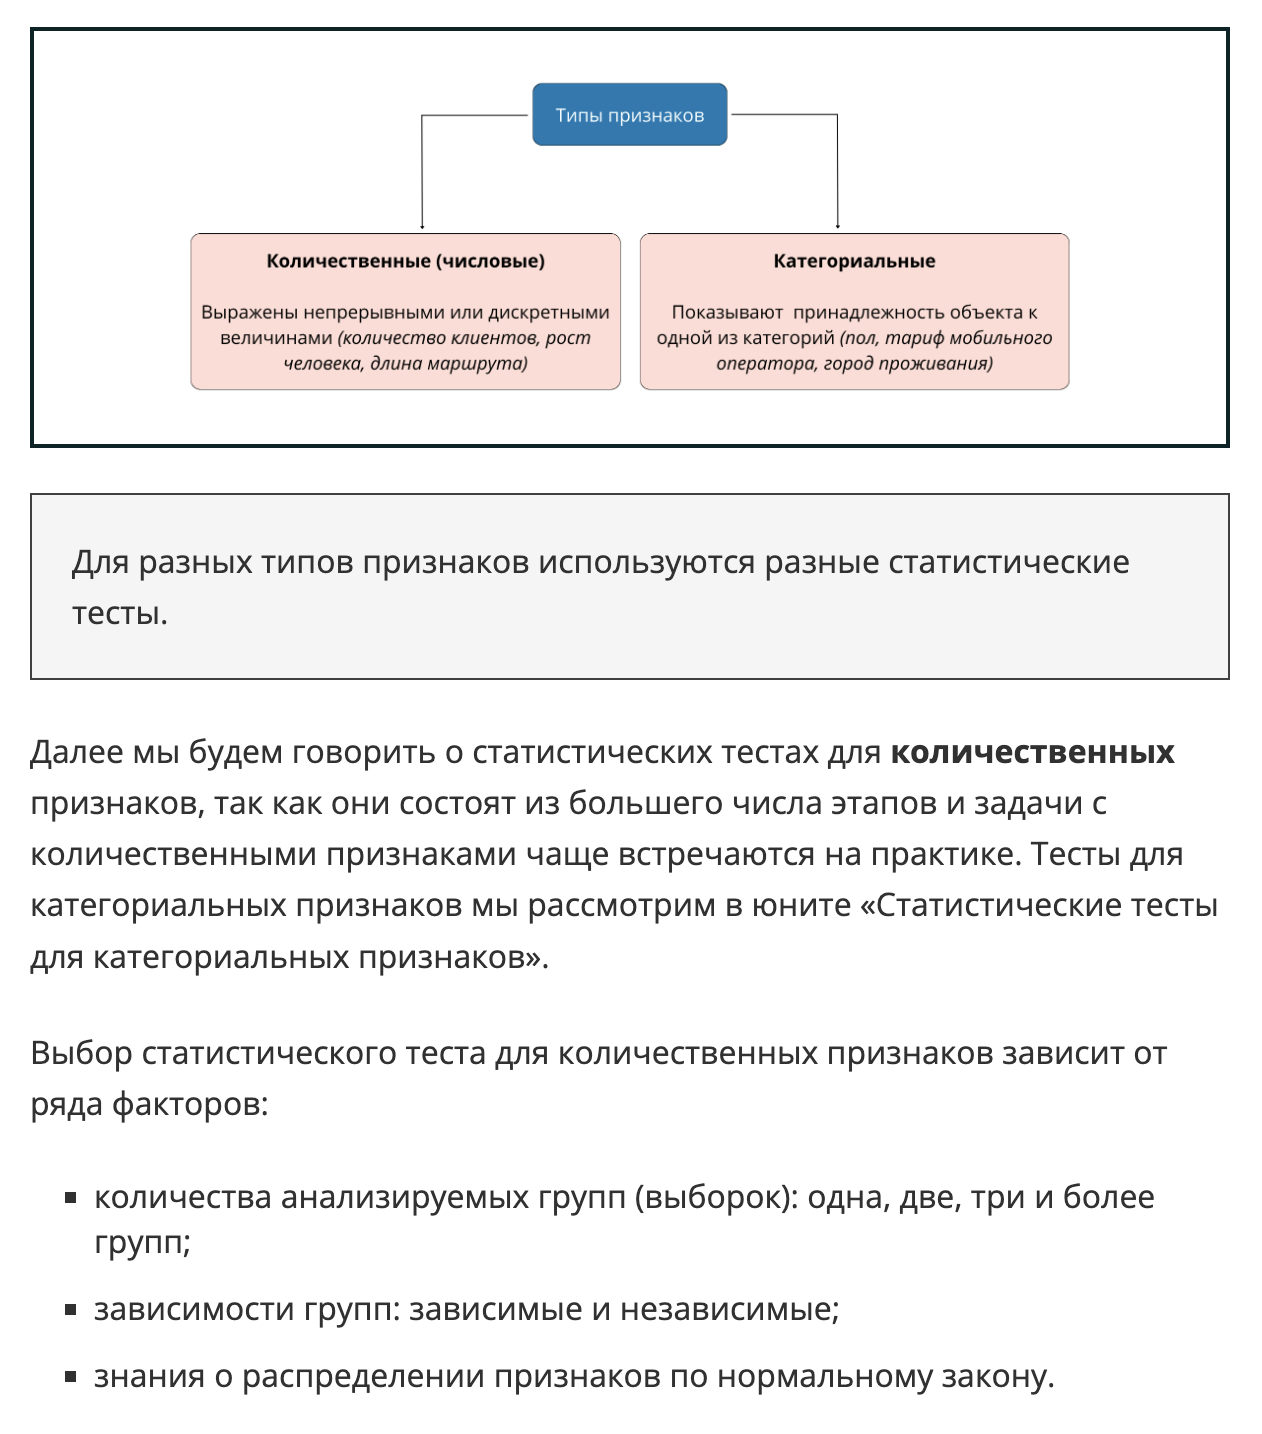 Типы признаков
Количественные (числовые)
Выражены непрерывными или дискретными
величинами (количество клиентов, рост
человека, длина маршрута)
Категориальные
Показывают принадлежность объекта к
одной из категорий (пол, тариф мобильного
оператора, город проживания)
Для разных типов признаков используются разные статистические
тесты.
Далее мы будем говорить о статистических тестах для количественных
признаков, так как они состоят из большего числа этапов и задачи с
количественными признаками чаще встречаются на практике. Тесты для
категориальных признаков мы рассмотрим в юните «Статистические тесты
для категориальных признаков».
Выбор статистического теста для количественных признаков зависит от
ряда факторов:
▪ количества анализируемых групп (выборок): одна, две, три и более
групп;
▪ зависимости групп: зависимые и независимые;
▪ знания о распределении признаков по нормальному закону.